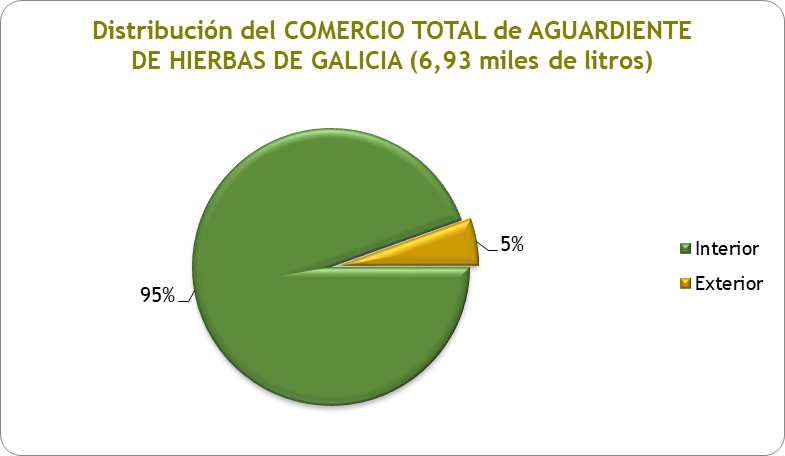 Distribución del COMERCIO TOTAL de AGUARDIENTE
DE HIERBAS DE GALICIA (6,93 miles de litros)
5%
Interior
Exterior
95%